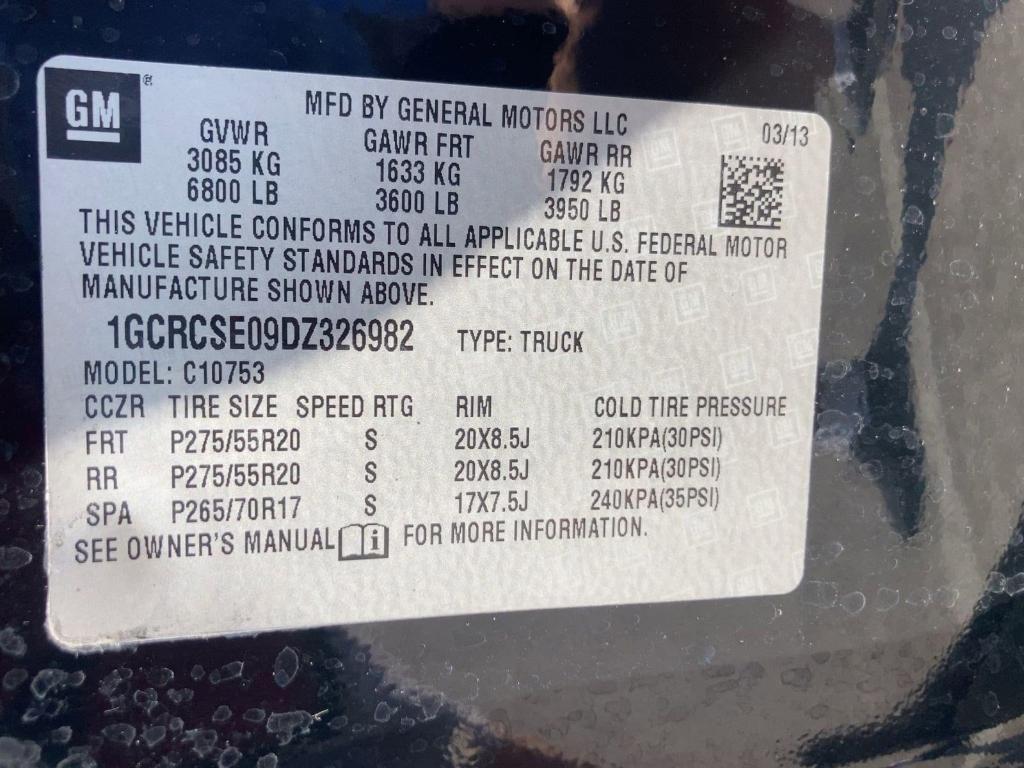 GM
®
MFD BY GENERAL MOTORS LLC
03/13
GVWR GAWR FRT GAWR RR
3085 KG 1633 KG 1792 KG
6800 LB 3600 LB 3950 LB
THIS VEHICLE CONFORMS TO ALL APPLICABLE U.S. FEDERAL MOTOR
VEHICLE SAFETY STANDARDS IN EFFECT ON THE DATE OF
MANUFACTURE SHOWN ABOVE.
1GCRCSE09DZ326982 TYPE: TRUCK
MODEL: C10753
CCZR TIRE SIZE SPEED RTG RIM COLD TIRE PRESSURE
FRT P275/55R20 S 20X8.5J 210KPA(30PSI)
RR P275/55R20 S 20X8.5J 210KPA(30PSI)
SPA P265/70R17 S 17X7.5J 240KPA(35PSI)
SEE OWNER'S MANUAL i FOR MORE INFORMATION.